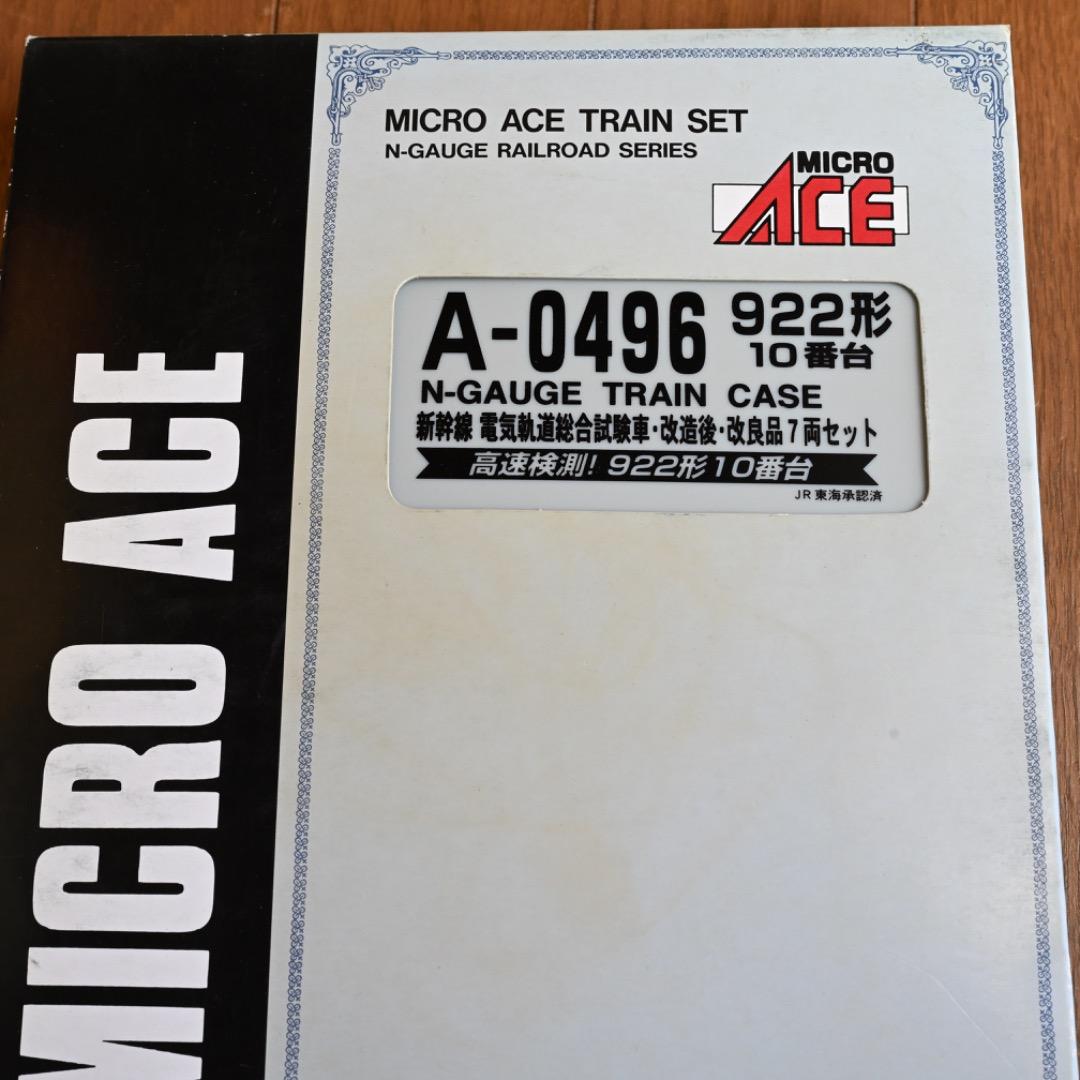 MICRO ACE TRAIN SET
N-GAUGE RAILROAD SERIES
MICRO
ACE
A-0496 922形
10番台
N-GAUGE TRAIN CASE
新幹線 電気軌道総合試験車・改造後・改良品7両セット
高速検測! 922形10番台
JR東海承認済
MICRO ACE